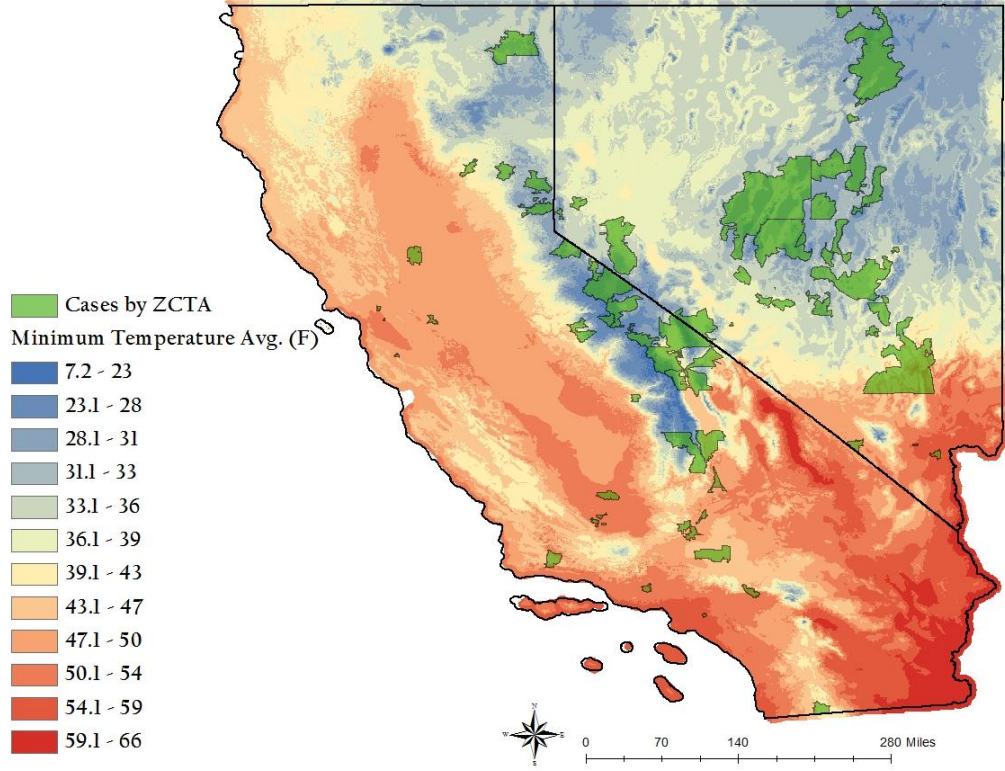 Cases by ZCTA
Minimum Temperature Avg. (F)
7.2 - 23
23.1 - 28
28.1 - 31
31.1 - 33
33.1 - 36
36.1 - 39
39.1 - 43
43.1 - 47
47.1 - 50
50.1 - 54
54.1 - 59
59.1 - 66
N
W
E
S
0 70 140 280 Miles